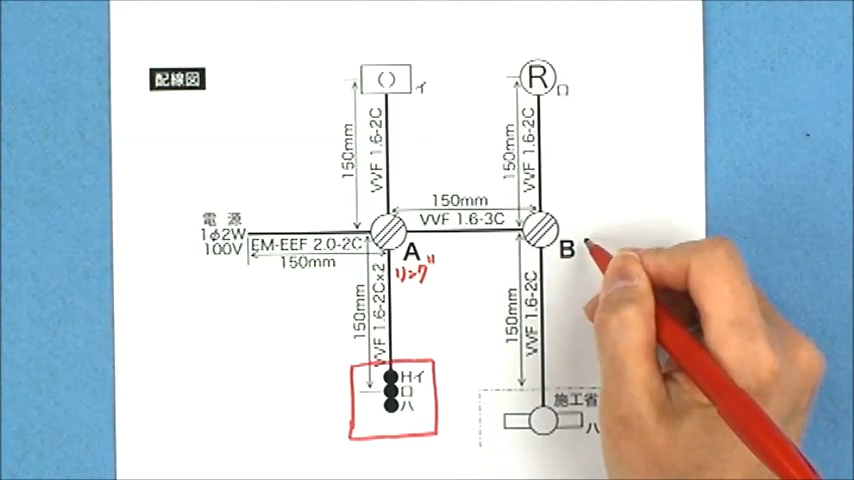 配線図
( )
イ
R
ロ
150mm
VVF 1.6-2C
150mm
VVF 1.6-2C
150mm
VVF 1.6-3C
電 源
1φ2W
100V
EM-EEF 2.0-2C
150mm
A
リング
B
150mm
VVF 1.6-2C×2
150mm
VVF 1.6-2C
Hイ
ロ
ハ
施工省
ハ